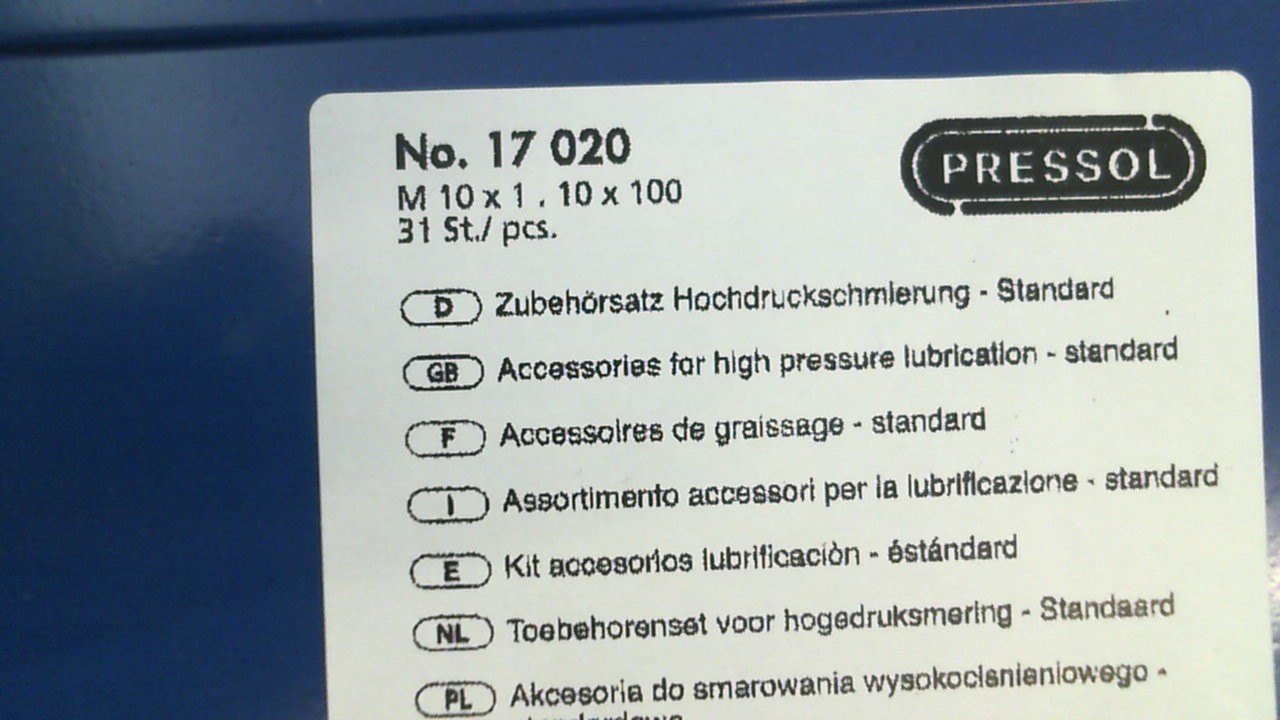 No. 17 020
PRESSOL
M 10 x 1 . 10 x 100
31 St./ pcs.
D Zubehörsatz Hochdruckschmierung - Standard
GB Accessories for high pressure lubrication - standard
F Accessoires de graissage - standard
I Assortimento accessori per la lubrificazione - standard
E Kit accesorios lubrificaciòn - éstándard
NL Toebehorenset voor hogedruksmering - Standaard
PL Akcesoria do smarowania wysokocisnieniowego -